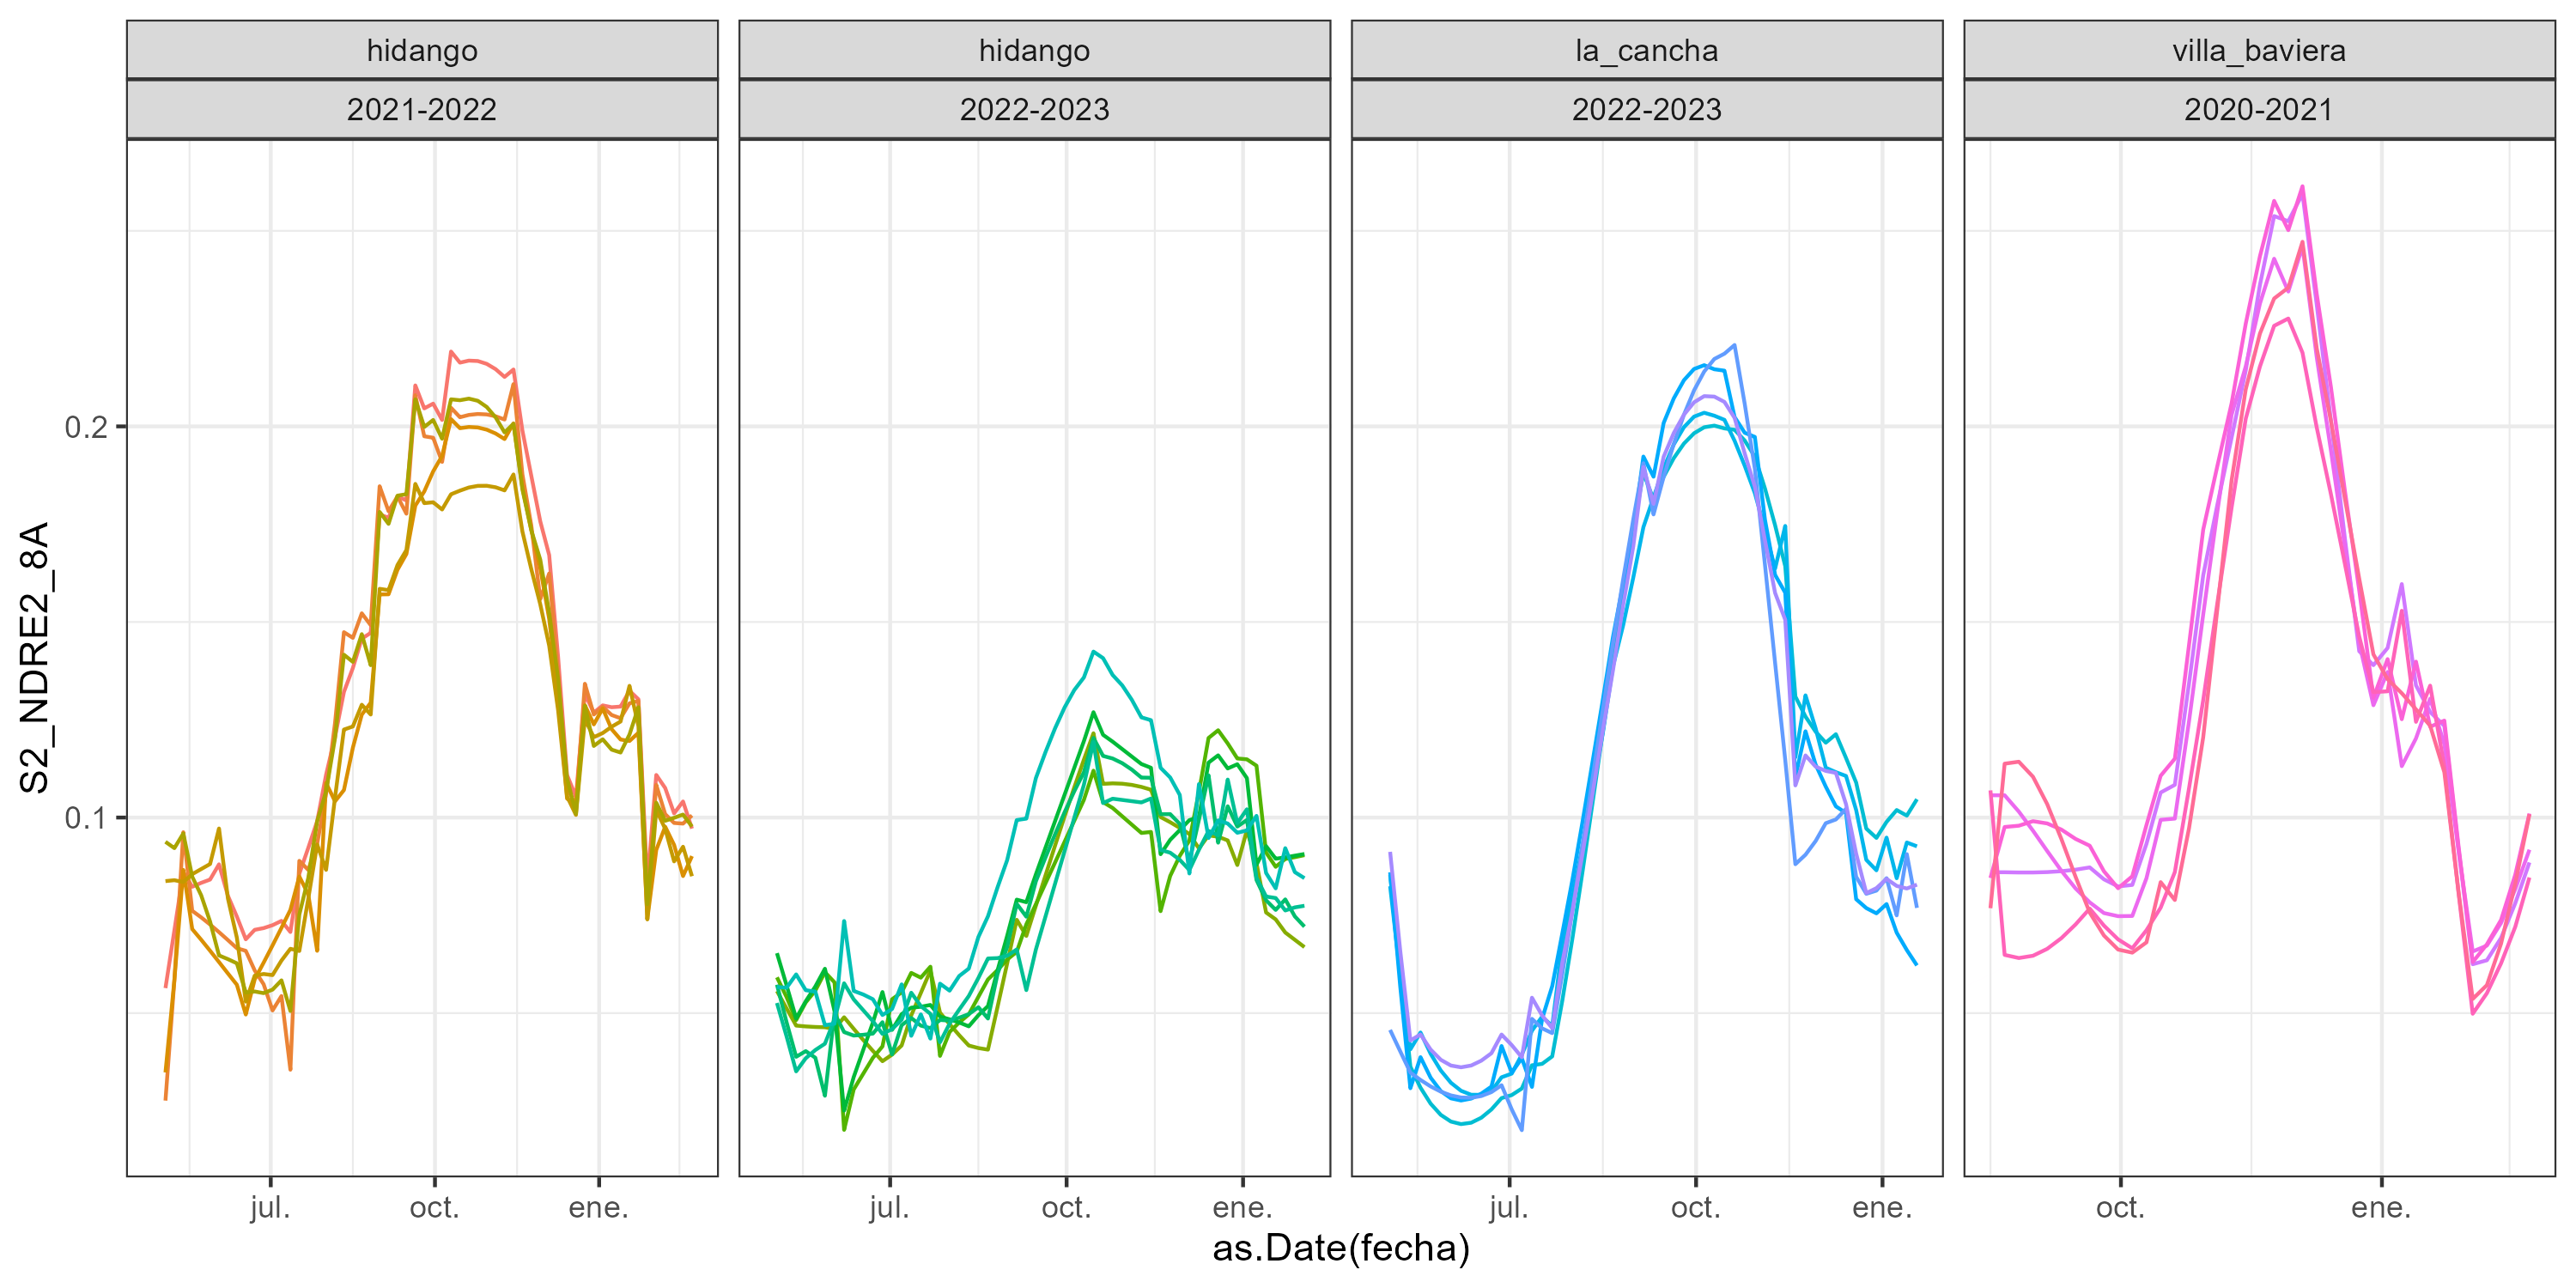 hidango
hidango
la_cancha
villa_baviera
2021-2022
2022-2023
2022-2023
2020-2021
S2_NDRE2_8A
0.2
0.1
jul.
oct.
ene.
jul.
oct.
ene.
jul.
oct.
ene.
oct.
ene.
as.Date(fecha)